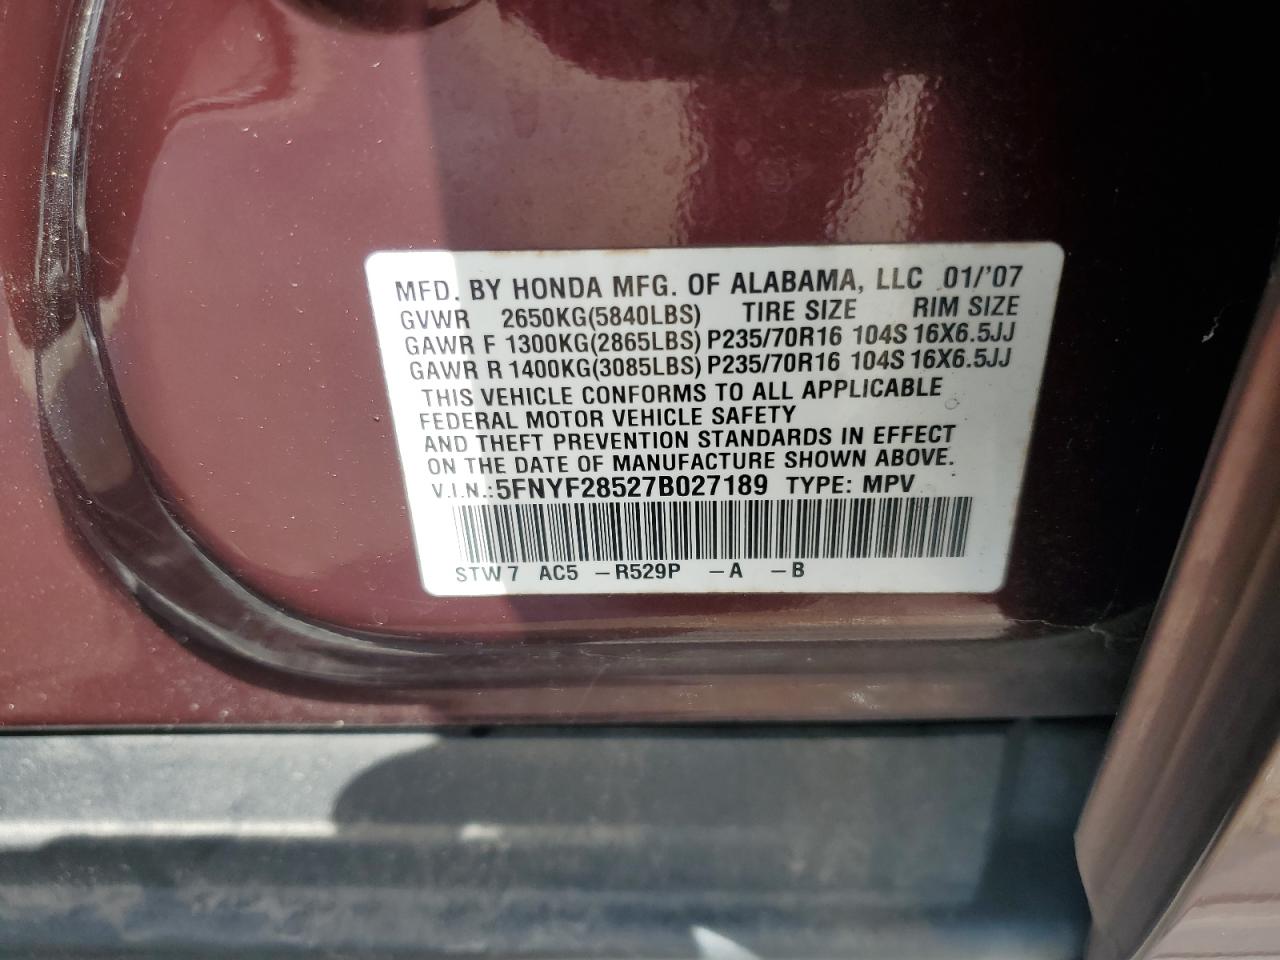 MFD. BY HONDA MFG. OF ALABAMA, LLC 01/'07
GVWR 2650KG(5840LBS) TIRE SIZE RIM SIZE
GAWR F 1300KG(2865LBS) P235/70R16 104S 16X6.5JJ
GAWR R 1400KG(3085LBS) P235/70R16 104S 16X6.5JJ
THIS VEHICLE CONFORMS TO ALL APPLICABLE
FEDERAL MOTOR VEHICLE SAFETY
AND THEFT PREVENTION STANDARDS IN EFFECT
ON THE DATE OF MANUFACTURE SHOWN ABOVE.
V.I.N.:5FNYF28527B027189 TYPE: MPV
STW7 AC5 -R529P -A -B